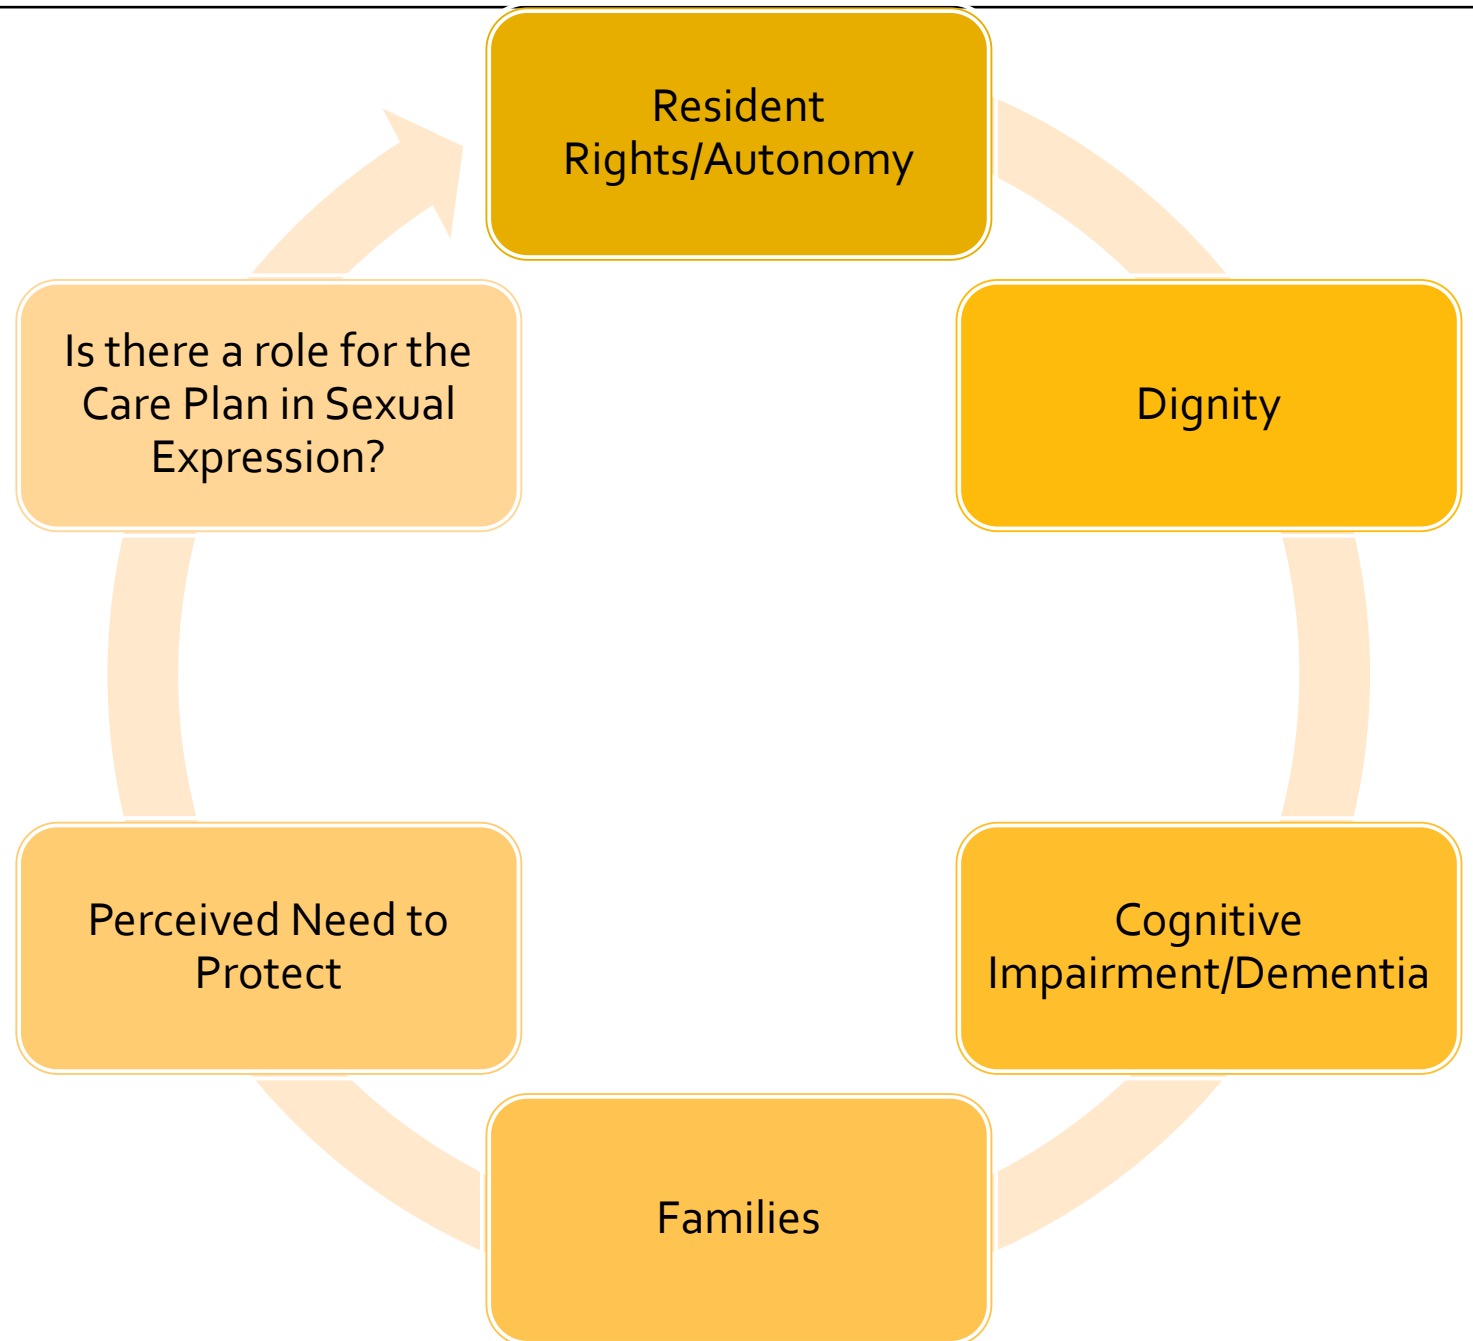 Resident
Rights/Autonomy
Dignity
Cognitive
Impairment/Dementia
Families
Perceived Need to
Protect
Is there a role for the
Care Plan in Sexual
Expression?